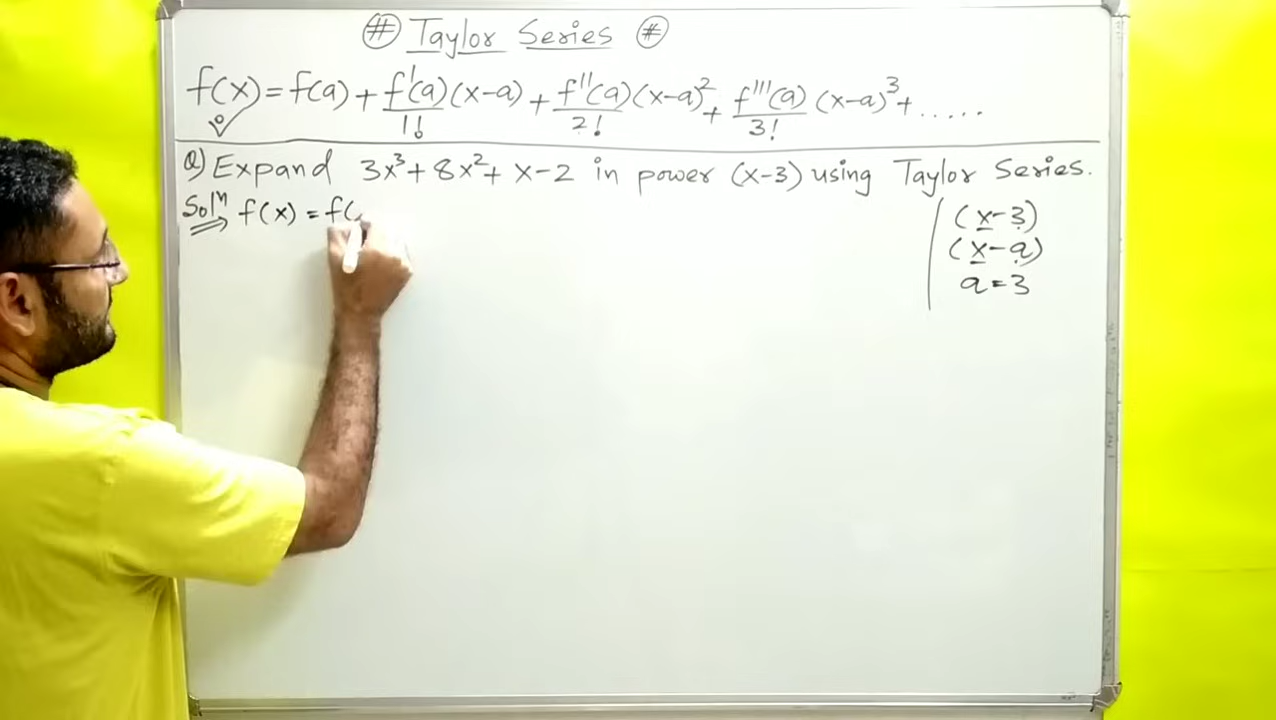 # Taylor Series #
f(x) = f(a) + f'(a)/1! (x-a) + f''(a)/2! (x-a)² + f'''(a)/3! (x-a)³ + .....
Q) Expand 3x³ + 8x² + x - 2 in power (x-3) using Taylor Series.
Solⁿ f(x) = f(
(x-3)
(x-a)
a = 3